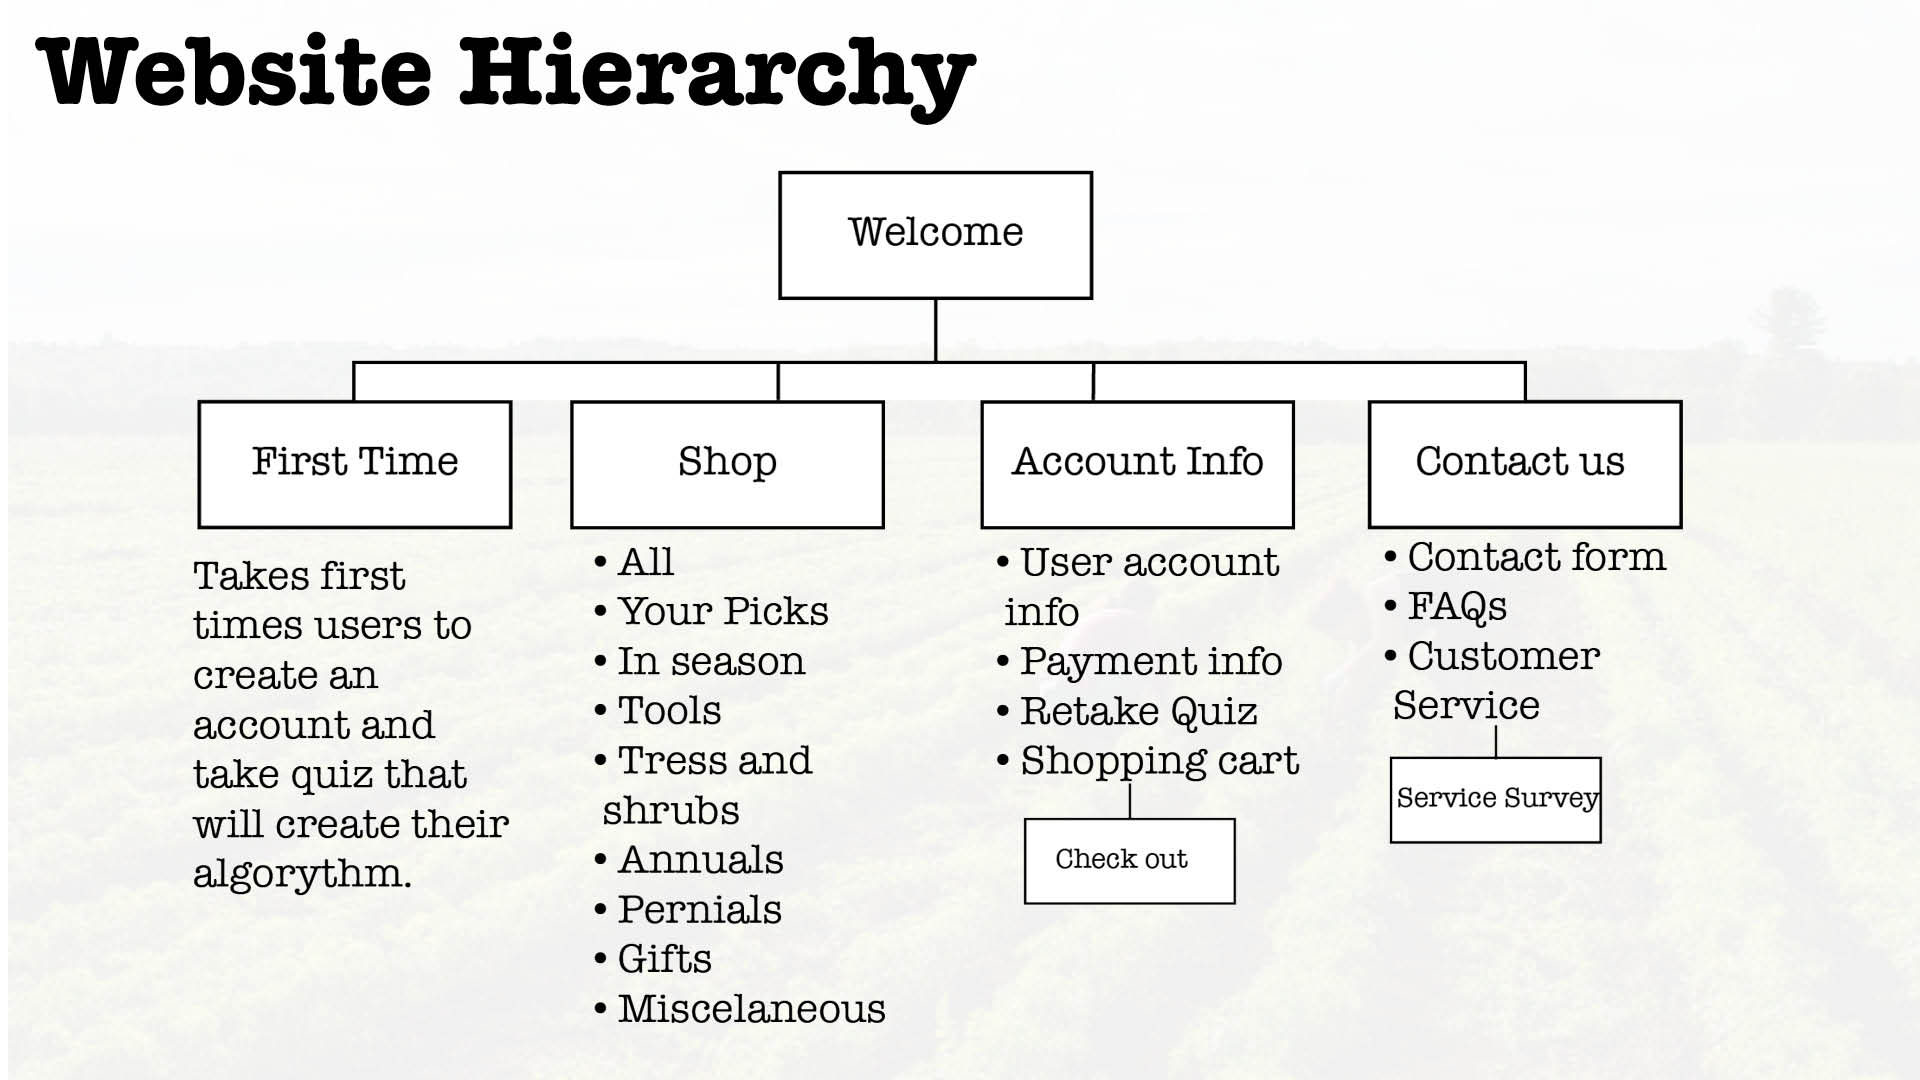 Website Hierarchy
Welcome
First Time
Takes first
times users to
create an
account and
take quiz that
will create their
algorythm.
Shop
• All
• Your Picks
• In season
• Tools
• Tress and
shrubs
• Annuals
• Pernials
• Gifts
• Miscelaneous
Account Info
• User account
info
• Payment info
• Retake Quiz
• Shopping cart
Check out
Contact us
• Contact form
• FAQs
• Customer
Service
Service Survey